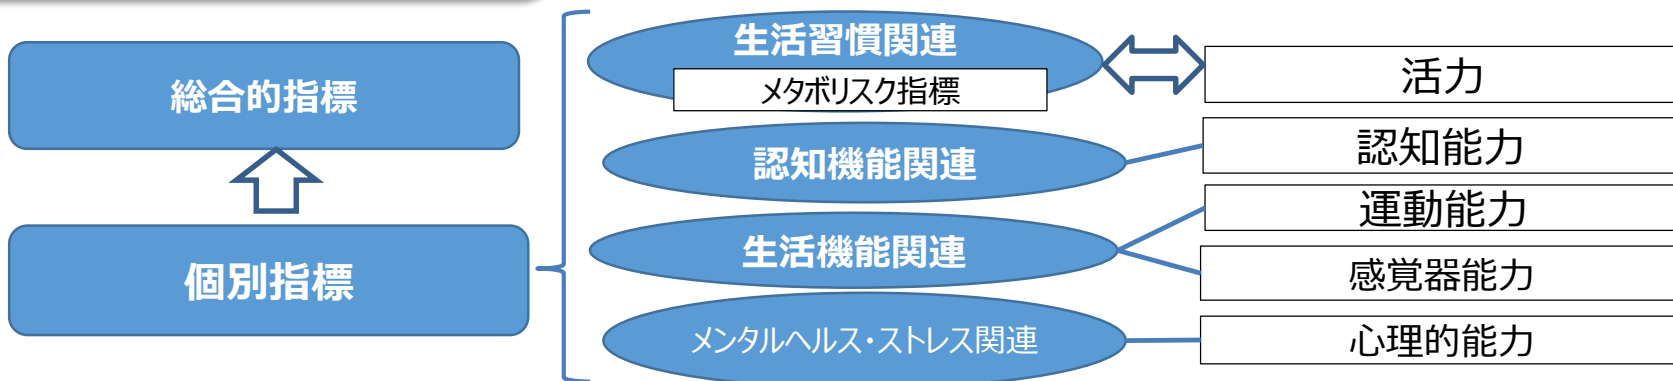 総合的指標
個別指標
生活習慣関連
メタボリスク指標
認知機能関連
生活機能関連
メンタルヘルス・ストレス関連
活力
認知能力
運動能力
感覚器能力
心理的能力